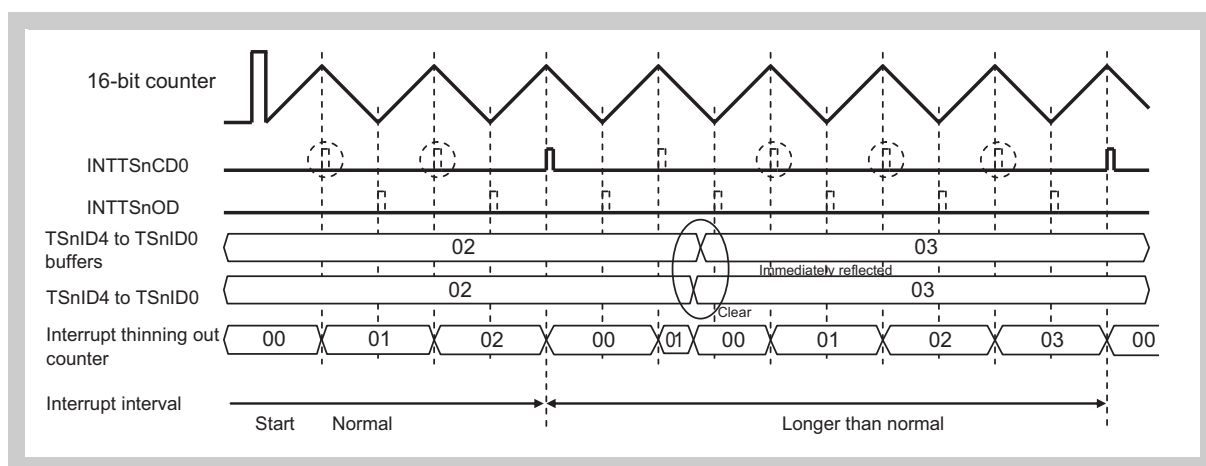 16-bit counter
INTTSnCD0
INTTSnOD
TSnID4 to TSnID0
buffers
02
03
Immediately reflected
TSnID4 to TSnID0
02
03
Clear
Interrupt thinning out
counter
00
01
02
00
01
00
01
02
03
00
Interrupt interval
Start
Normal
Longer than normal